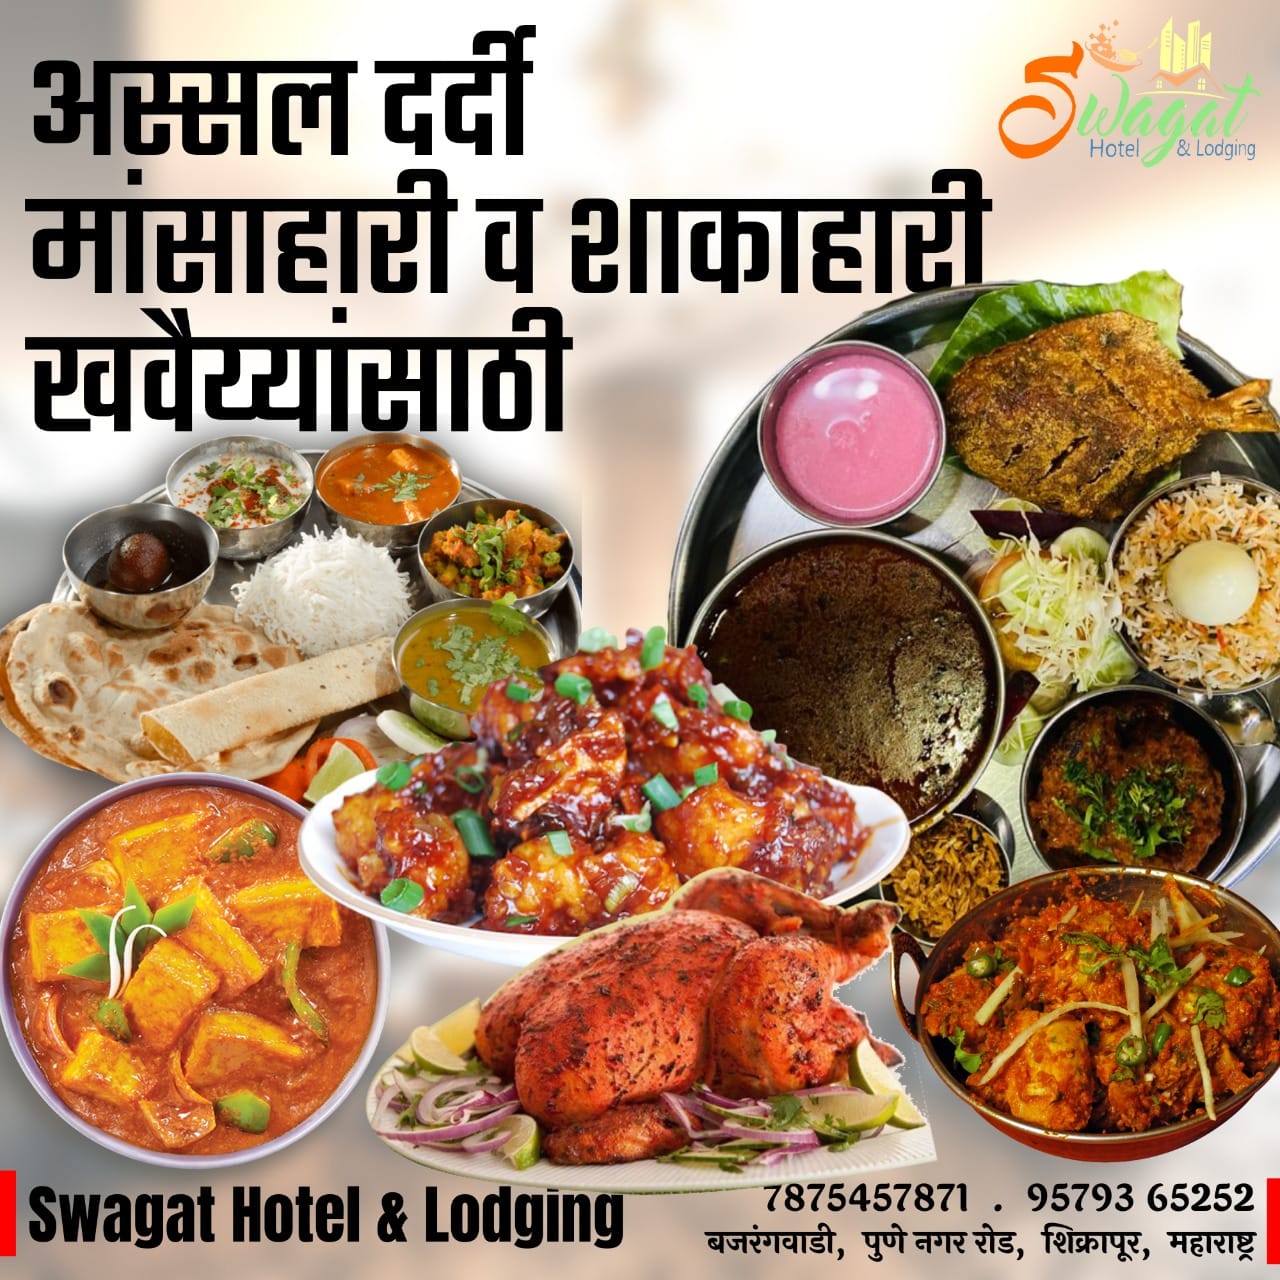 अस्सल दर्दी
मांसाहारी व शाकाहारी
खवैय्यांसाठी
Swagat
Hotel & Lodging
Swagat Hotel & Lodging
7875457871 . 95793 65252
बजरंगवाडी, पुणे नगर रोड, शिक्रापूर, महाराष्ट्र